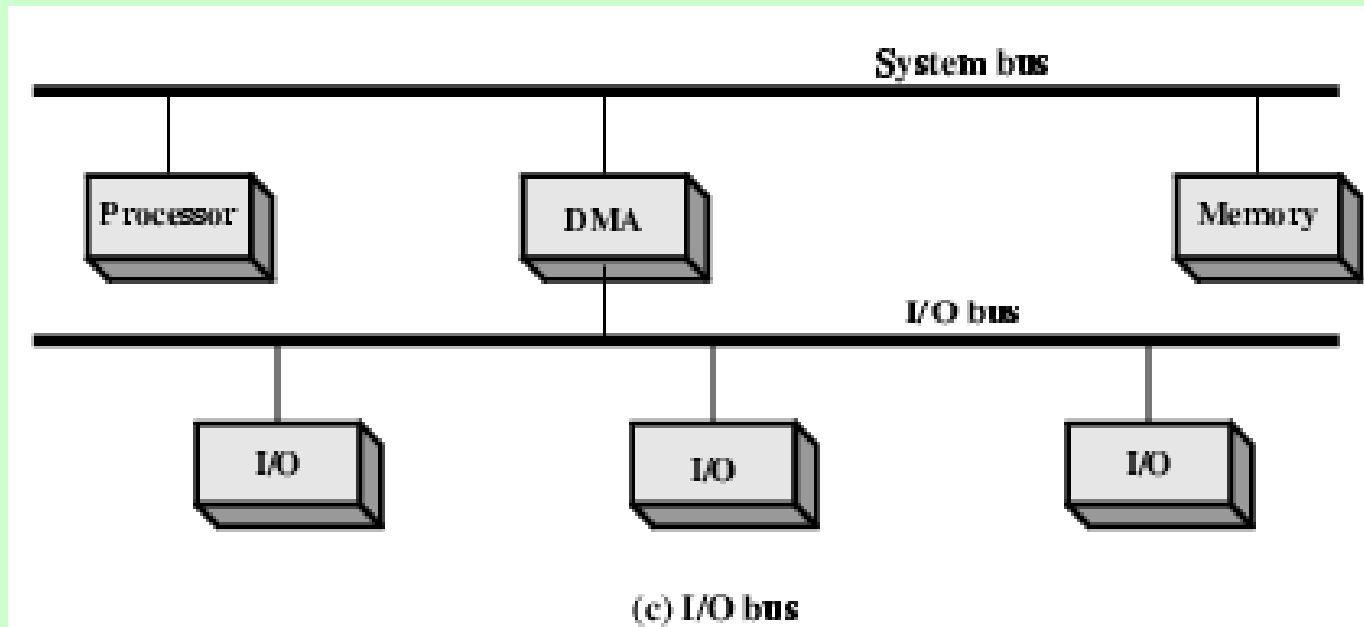 System bus
Processor
DMA
Memory
I/O bus
I/O
I/O
I/O
(c) I/O bus